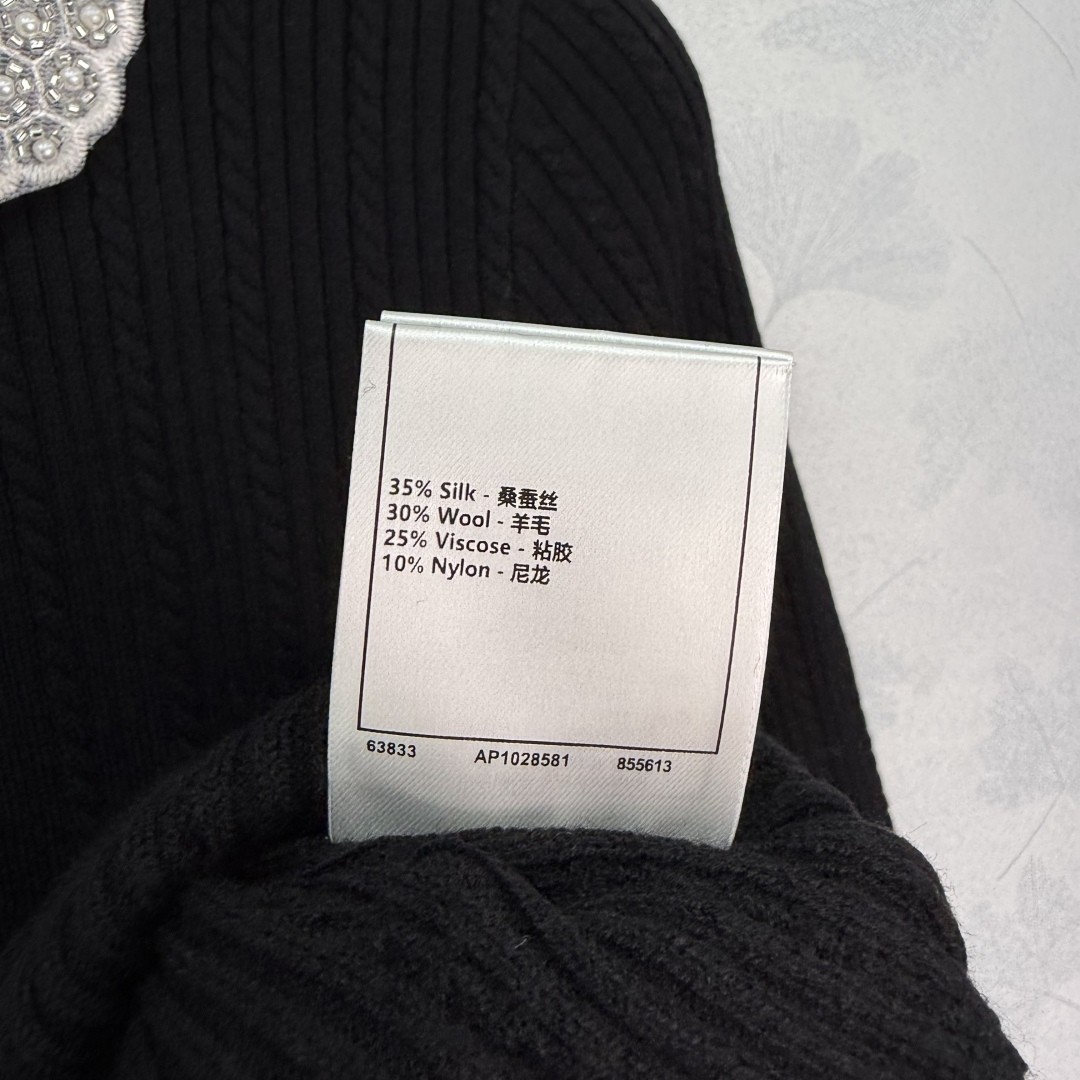 35% Silk - 桑蚕丝
30% Wool - 羊毛
25% Viscose - 粘胶
10% Nylon - 尼龙
63833 AP1028581 855613